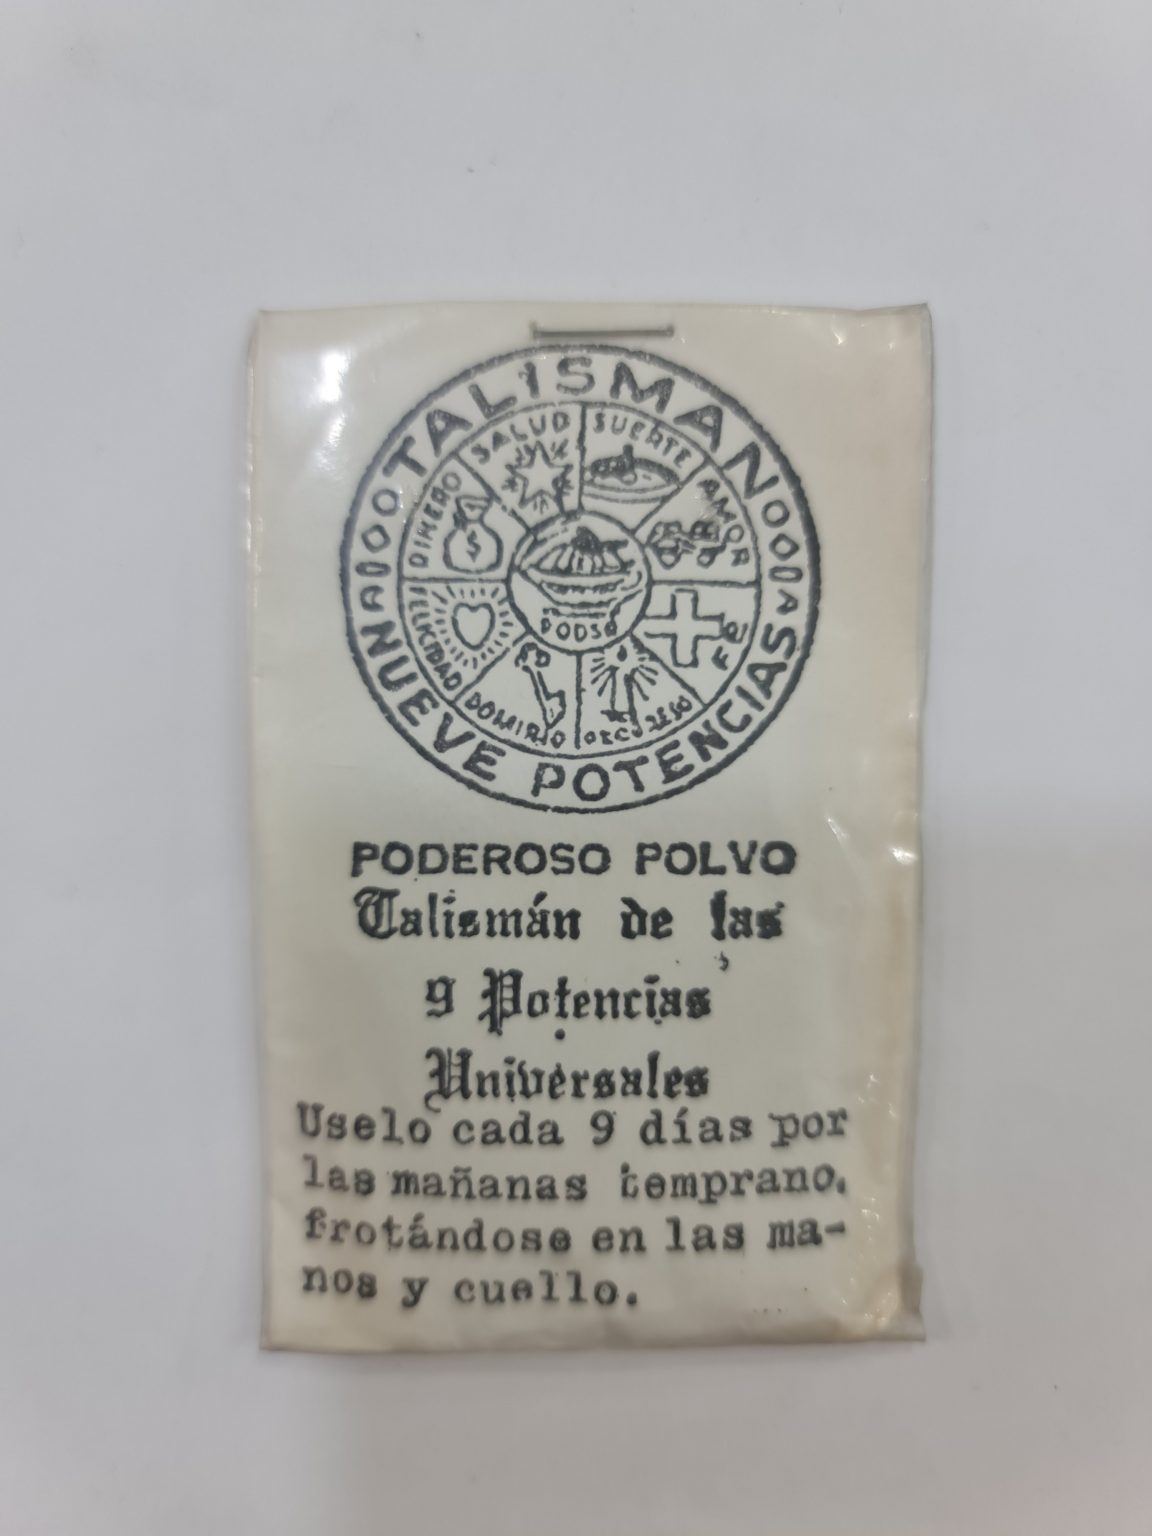 TALISMAN
SALUD
SUERTE
AMOR
FE
DOMINIO
FELICIDAD
DINERO
NUEVE POTENCIAS
PODEROSO POLVO
Talismán de las
9 Potencias
Universales
Uselo cada 9 días por
las mañanas temprano.
frotándose en las ma-
nos y cuello.